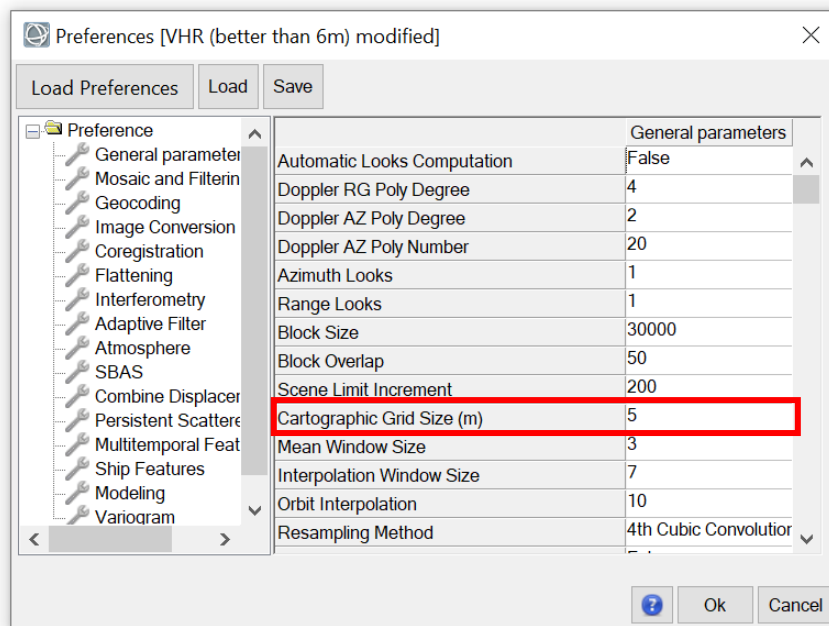 Preferences [VHR (better than 6m) modified]
Load Preferences Load Save
Preference
General parameter
Mosaic and Filterin
Geocoding
Image Conversion
Coregistration
Flattening
Interferometry
Adaptive Filter
Atmosphere
SBAS
Combine Displacer
Persistent Scattere
Multitemporal Feat
Ship Features
Modeling
Variogram
General parameters
Automatic Looks Computation False
Doppler RG Poly Degree 4
Doppler AZ Poly Degree 2
Doppler AZ Poly Number 20
Azimuth Looks 1
Range Looks 1
Block Size 30000
Block Overlap 50
Scene Limit Increment 200
Cartographic Grid Size (m) 5
Mean Window Size 3
Interpolation Window Size 7
Orbit Interpolation 10
Resampling Method 4th Cubic Convolution
? Ok Cancel